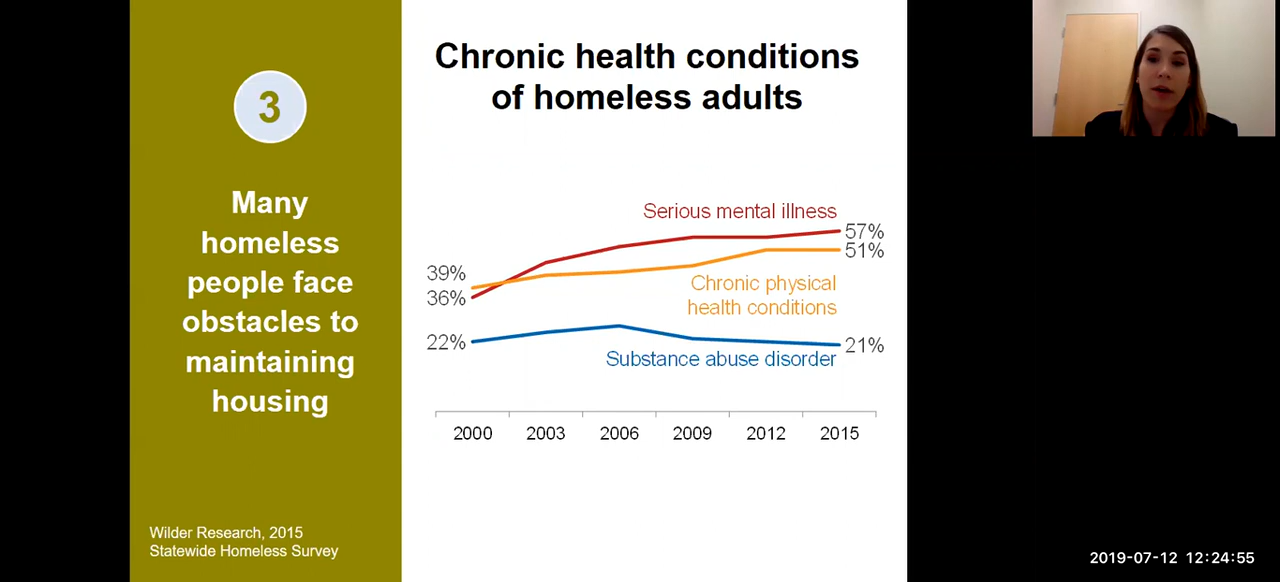 3
Many
homeless
people face
obstacles to
maintaining
housing
Wilder Research, 2015
Statewide Homeless Survey
Chronic health conditions
of homeless adults
Serious mental illness
57%
51%
39%
36%
Chronic physical
health conditions
22%
21%
Substance abuse disorder
2000 2003 2006 2009 2012 2015
2019-07-12 12:24:55